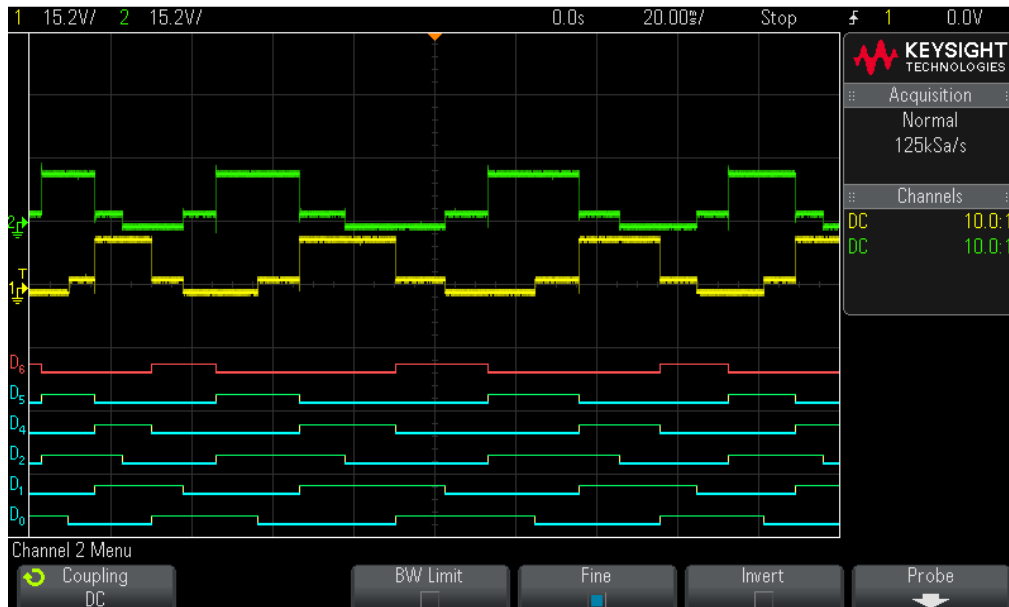 1 15.2V/ 2 15.2V/ 0.0s 20.00ms/ Stop 1 0.0V
KEYSIGHT
TECHNOLOGIES
Acquisition
Normal
125kSa/s
Channels
DC 10.0:1
DC 10.0:1
2
T
1
D6
D5
D4
D2
D1
D0
Channel 2 Menu
Coupling
DC
BW Limit
Fine
Invert
Probe